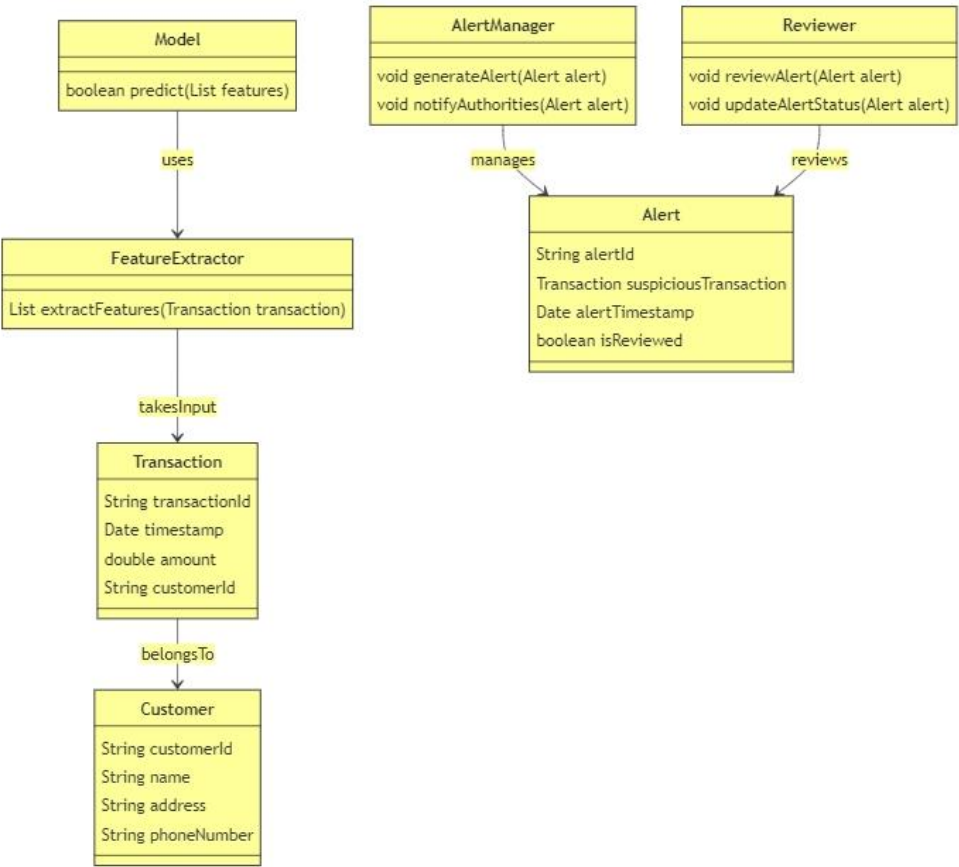 Model
boolean predict(List features)
AlertManager
void generateAlert(Alert alert)
void notifyAuthorities(Alert alert)
Reviewer
void reviewAlert(Alert alert)
void updateAlertStatus(Alert alert)
uses
manages
reviews
FeatureExtractor
List extractFeatures(Transaction transaction)
Alert
String alertId
Transaction suspiciousTransaction
Date alertTimestamp
boolean isReviewed
takesInput
Transaction
String transactionId
Date timestamp
double amount
String customerId
belongsTo
Customer
String customerId
String name
String address
String phoneNumber